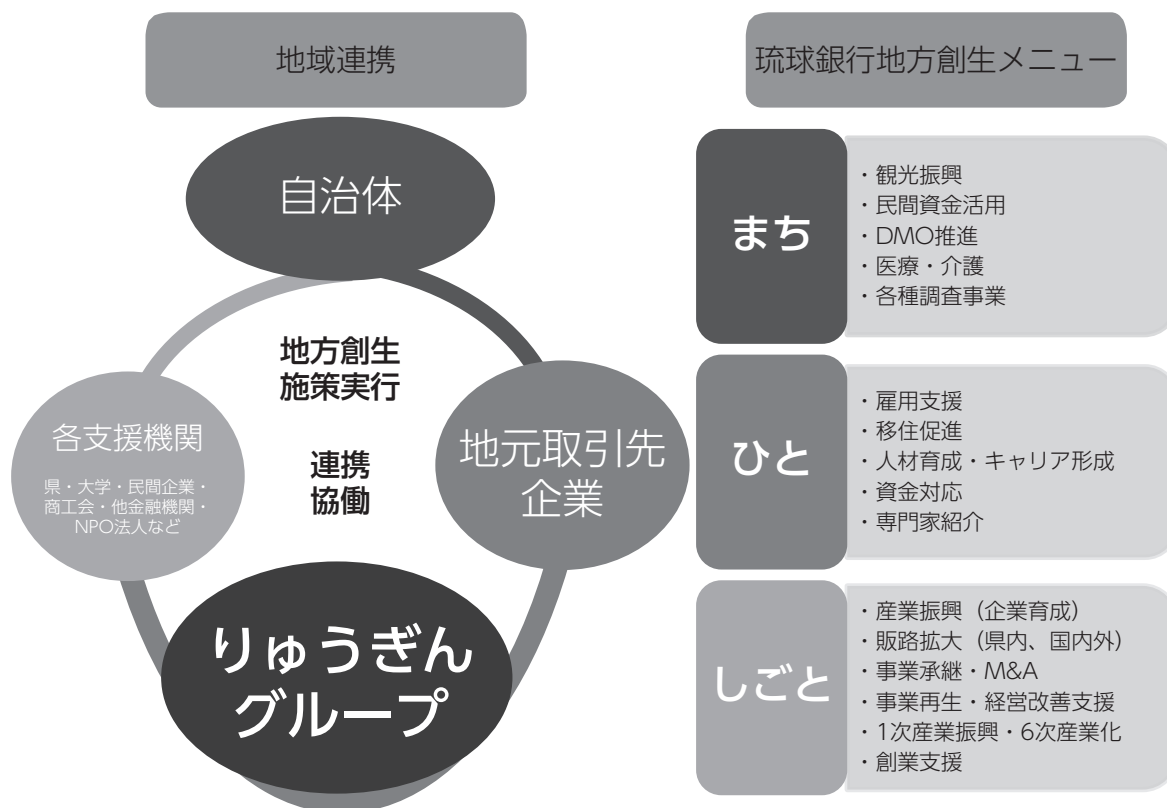 地域連携
自治体
地方創生
施策実行
連携
協働
各支援機関
県・大学・民間企業・
商工会・他金融機関・
NPO法人など
地元取引先
企業
りゅうぎん
グループ
琉球銀行地方創生メニュー
まち
・観光振興
・民間資金活用
・DMO推進
・医療・介護
・各種調査事業
ひと
・雇用支援
・移住促進
・人材育成・キャリア形成
・資金対応
・専門家紹介
しごと
・産業振興（企業育成）
・販路拡大（県内、国内外）
・事業承継・M&A
・事業再生・経営改善支援
・1次産業振興・6次産業化
・創業支援